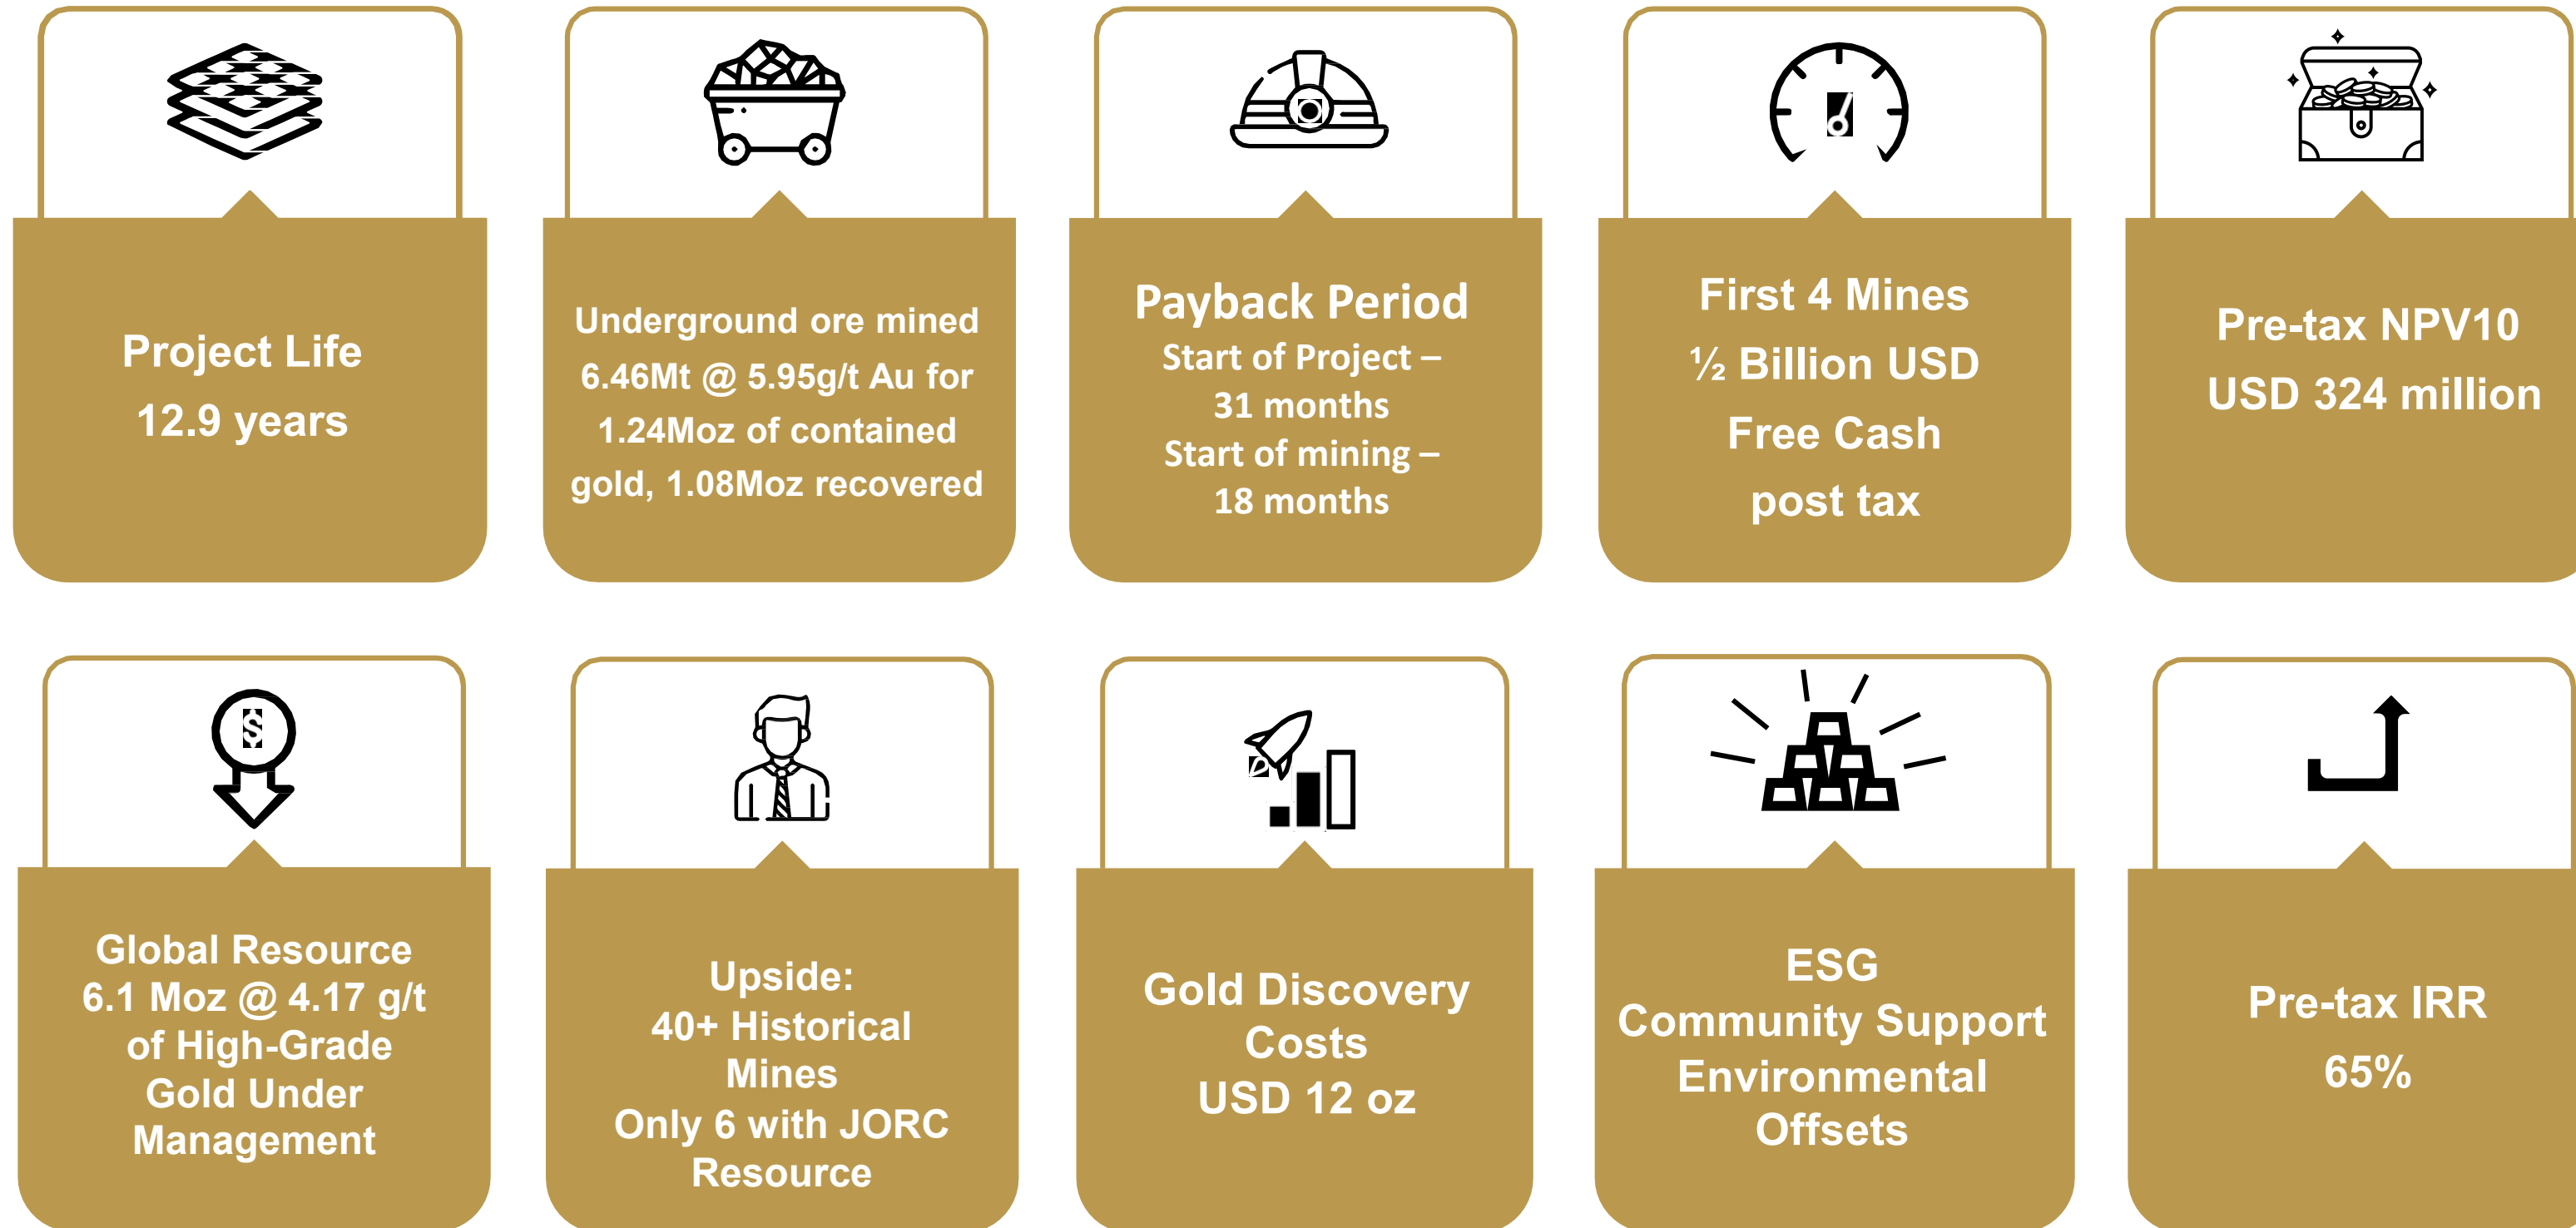 Project Life
12.9 years
Underground ore mined
6.46Mt @ 5.95g/t Au for
1.24Moz of contained
gold, 1.08Moz recovered
Payback Period
Start of Project –
31 months
Start of mining –
18 months
First 4 Mines
½ Billion USD
Free Cash
post tax
Pre-tax NPV10
USD 324 million
$
Global Resource
6.1 Moz @ 4.17 g/t
of High-Grade
Gold Under
Management
Upside:
40+ Historical
Mines
Only 6 with JORC
Resource
Gold Discovery
Costs
USD 12 oz
ESG
Community Support
Environmental
Offsets
Pre-tax IRR
65%